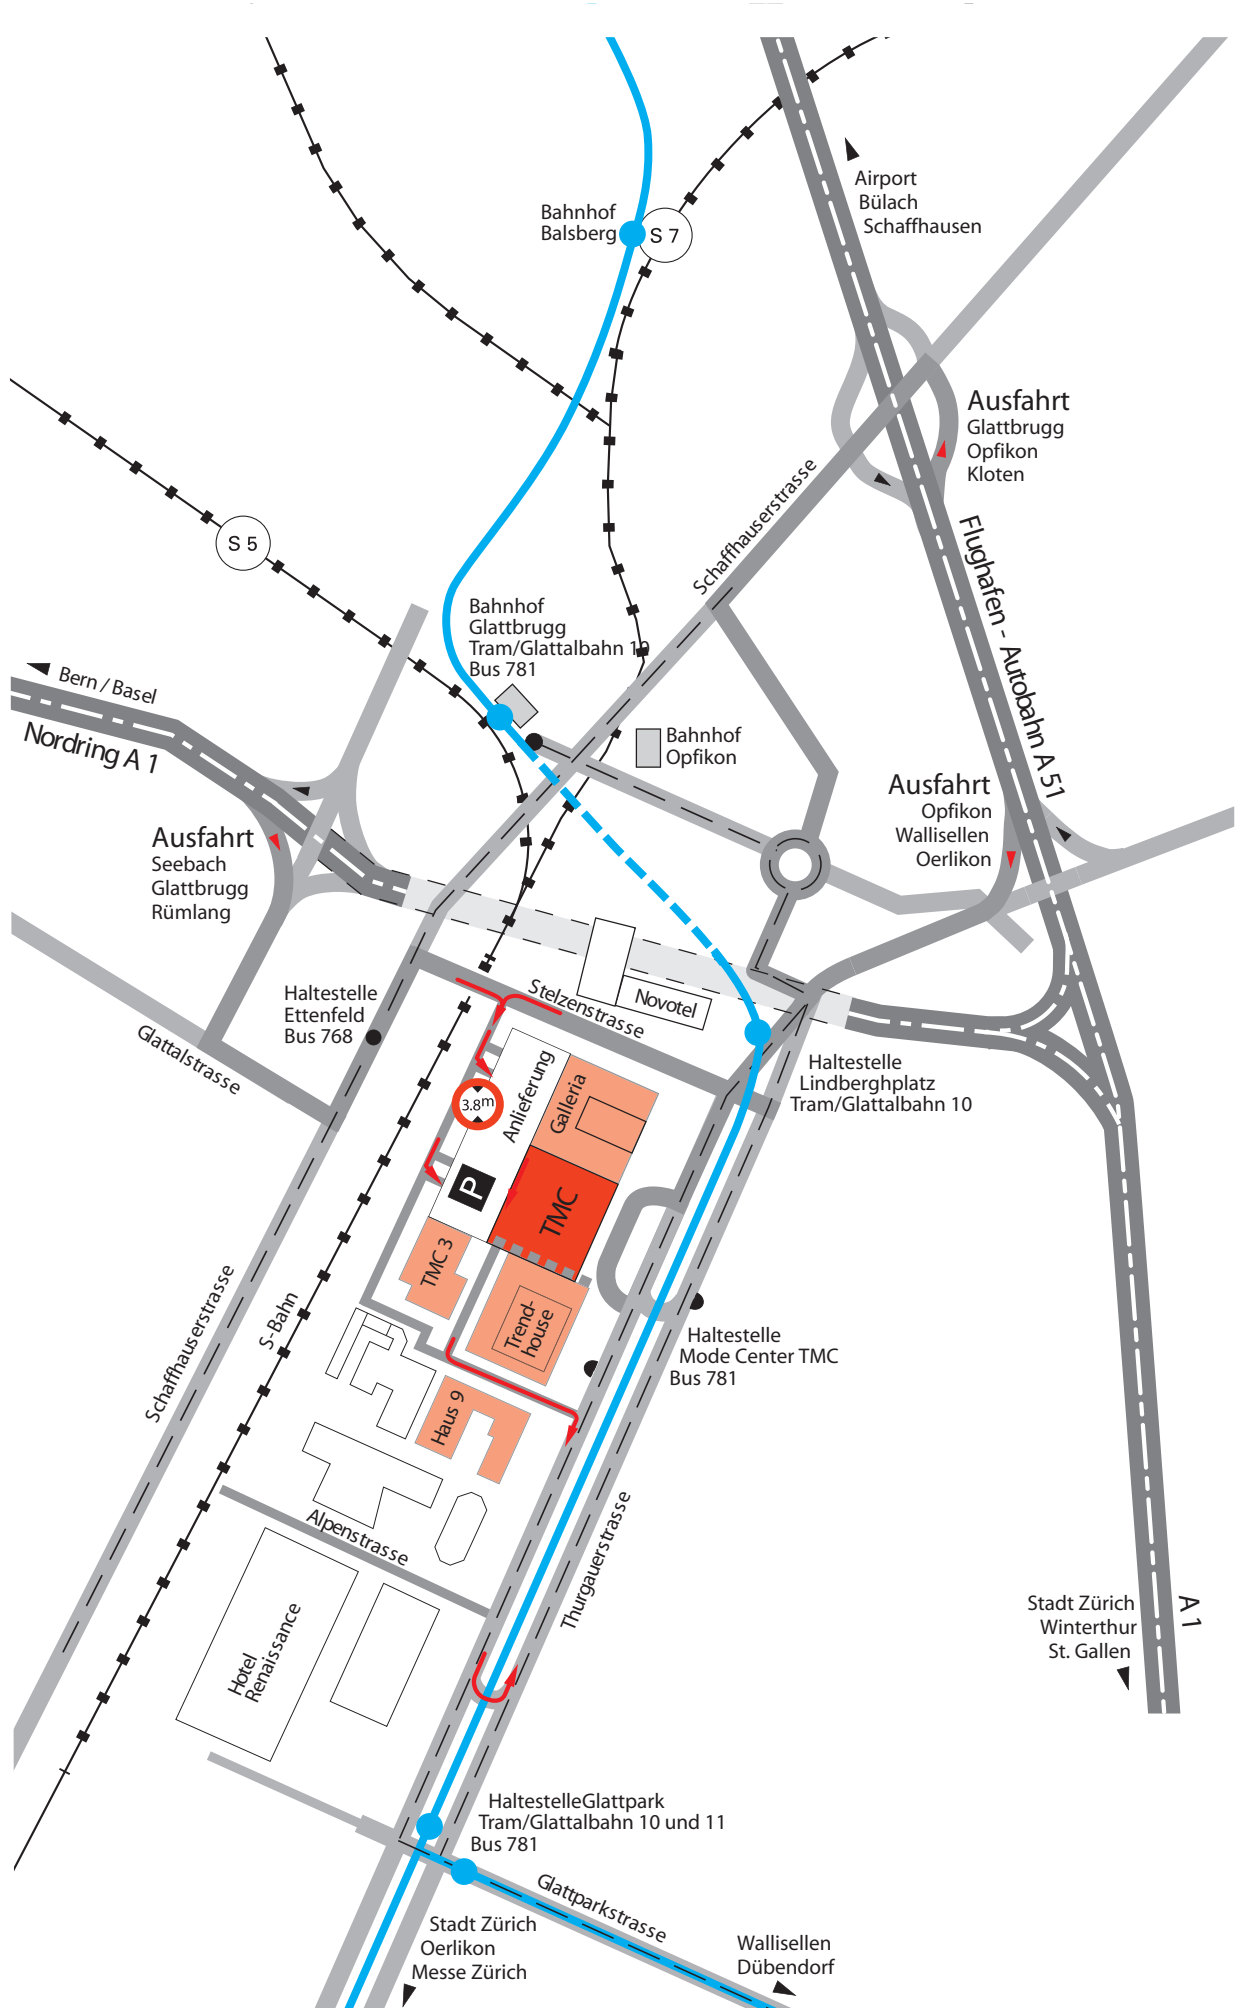 Airport
Bülach
Schaffhausen
Bahnhof
Balsberg
S 7
Ausfahrt
Glattbrugg
Opfikon
Kloten
Schaffhauserstrasse
S 5
Flughafen - Autobahn A 51
Bahnhof
Glattbrugg
Tram/Glattalbahn 10
Bus 781
Bern / Basel
Nordring A 1
Bahnhof
Opfikon
Ausfahrt
Opfikon
Wallisellen
Oerlikon
Ausfahrt
Seebach
Glattbrugg
Rümlang
Haltestelle
Ettenfeld
Bus 768
Stelzenstrasse
Novotel
Glattalstrasse
Haltestelle
Lindberghplatz
Tram/Glattalbahn 10
3.8m
Anlieferung
Galleria
P
TMC
TMC 3
Trend-
house
Schaffhauserstrasse
S-Bahn
Haltestelle
Mode Center TMC
Bus 781
Haus 9
Alpenstrasse
Thurgauerstrasse
Hotel
Renaissance
A 1
Stadt Zürich
Winterthur
St. Gallen
HaltestelleGlattpark
Tram/Glattalbahn 10 und 11
Bus 781
Glattparkstrasse
Stadt Zürich
Oerlikon
Messe Zürich
Wallisellen
Dübendorf